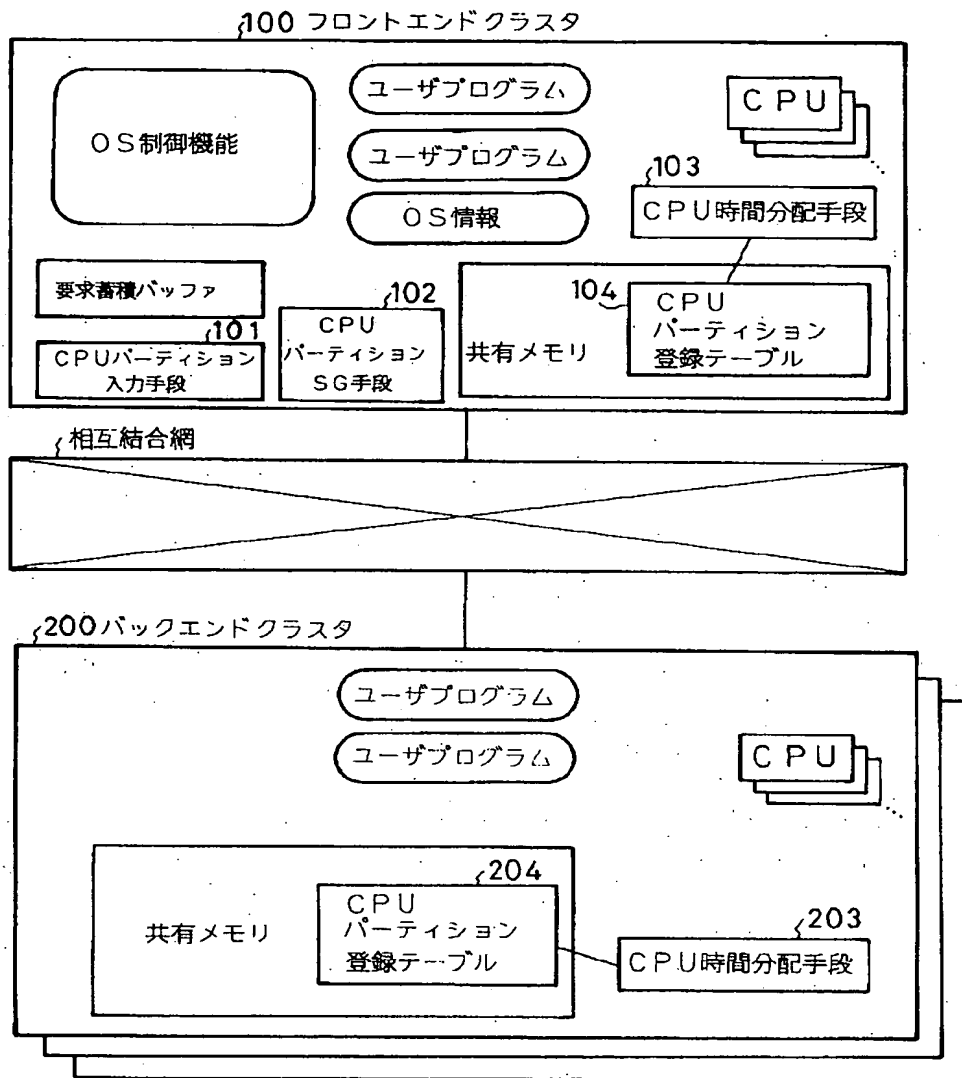 100 フロントエンドクラスタ
OS制御機能
ユーザプログラム
ユーザプログラム
OS情報
CPU
103
CPU時間分配手段
要求蓄積バッファ
101
CPUパーティション
入力手段
102
CPU
パーティション
SG手段
共有メモリ
104
CPU
パーティション
登録テーブル
相互結合網
200 バックエンドクラスタ
ユーザプログラム
ユーザプログラム
CPU
共有メモリ
204
CPU
パーティション
登録テーブル
203
CPU時間分配手段